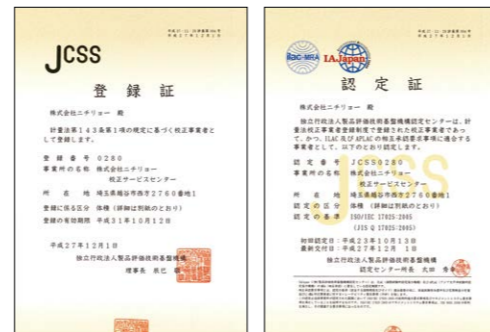 JCSS
登録証
株式会社ニチリョー 殿
計量法第143条第1項の規定に基づく校正事業者と
して登録します。
登録番号 0280
事業所の名称 株式会社ニチリョー
校正サービスセンター
所在地 埼玉県越谷市西方2760番地1
登録に係る区分 体積(詳細は別紙のとおり)
登録の有効期限 平成31年10月12日
平成27年12月1日
独立行政法人製品評価技術基盤機構
理事長 辰巳
ilac-MRA
IAJapan
認定証
株式会社ニチリョー 殿
独立行政法人製品評価技術基盤機構認定センターは、計
量法校正事業者登録制度で登録された校正事業者であっ
て、かつ、ILAC 及び APLAC の相互承認要求事項に適合する
事業者として、以下のとおり認定します。
認定番号 JCSS0280
事業所の名称 株式会社ニチリョー
校正サービスセンター
所在地 埼玉県越谷市西方2760番地1
認定の区分 体積(詳細は別紙のとおり)
認定の基準 ISO/IEC 17025:2005
(JIS Q 17025:2005)
初回認定日:平成23年10月13日
最新交付日:平成27年12月 1日
独立行政法人製品評価技術基盤機構
認定センター所長